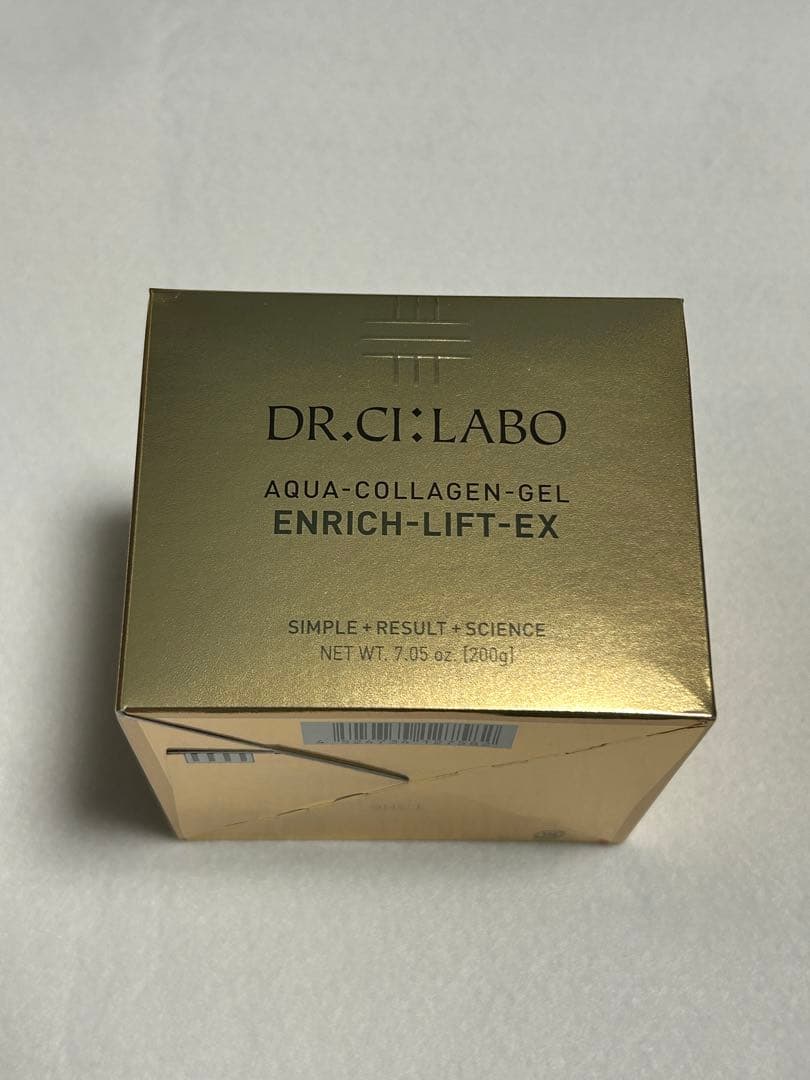 DR.CI:LABO
AQUA-COLLAGEN-GEL
ENRICH-LIFT-EX
SIMPLE + RESULT + SCIENCE
NET WT. 7.05 oz. [200g]